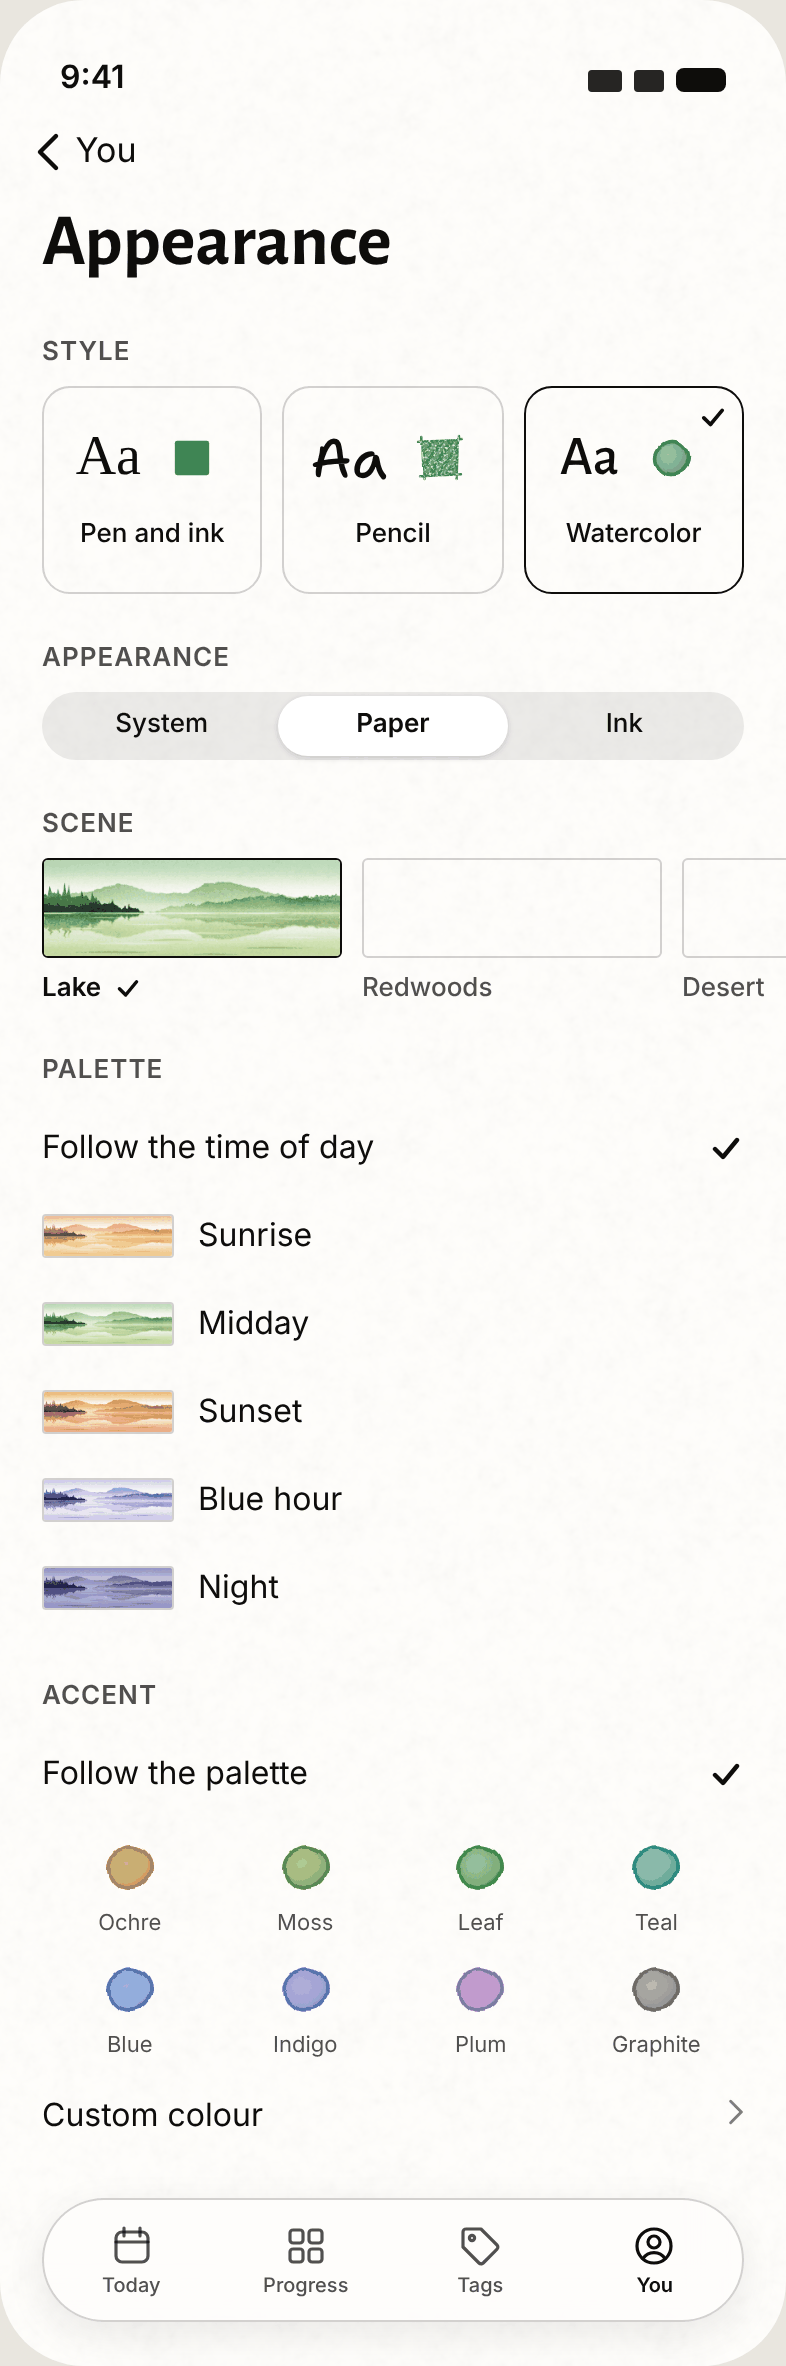 9:41
You
Appearance
STYLE
Aa
Aa
Aa
Pen and ink
Pencil
Watercolor
APPEARANCE
System
Paper
Ink
SCENE
Lake
Redwoods
Desert
PALETTE
Follow the time of day
Sunrise
Midday
Sunset
Blue hour
Night
ACCENT
Follow the palette
Ochre
Moss
Leaf
Teal
Blue
Indigo
Plum
Graphite
Custom colour
Today
Progress
Tags
You